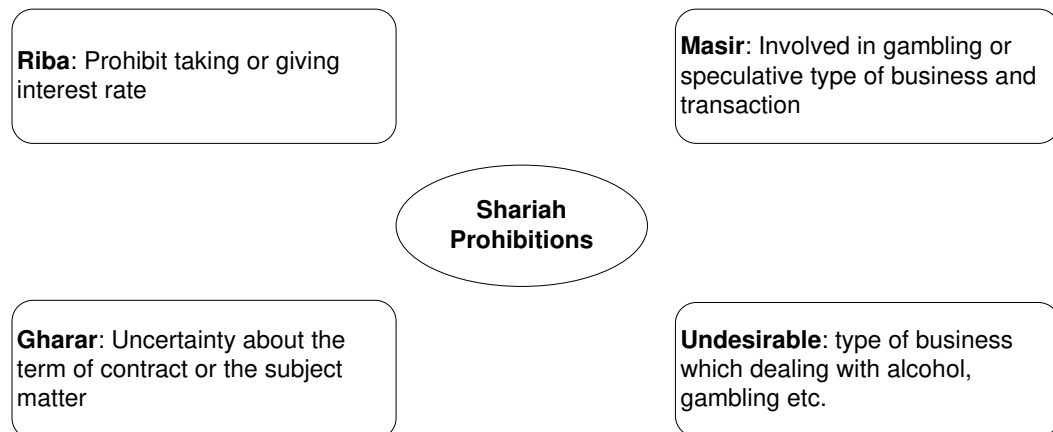 Riba: Prohibit taking or giving
interest rate
Masir: Involved in gambling or
speculative type of business and
transaction
Shariah
Prohibitions
Gharar: Uncertainty about the
term of contract or the subject
matter
Undesirable: type of business
which dealing with alcohol,
gambling etc.